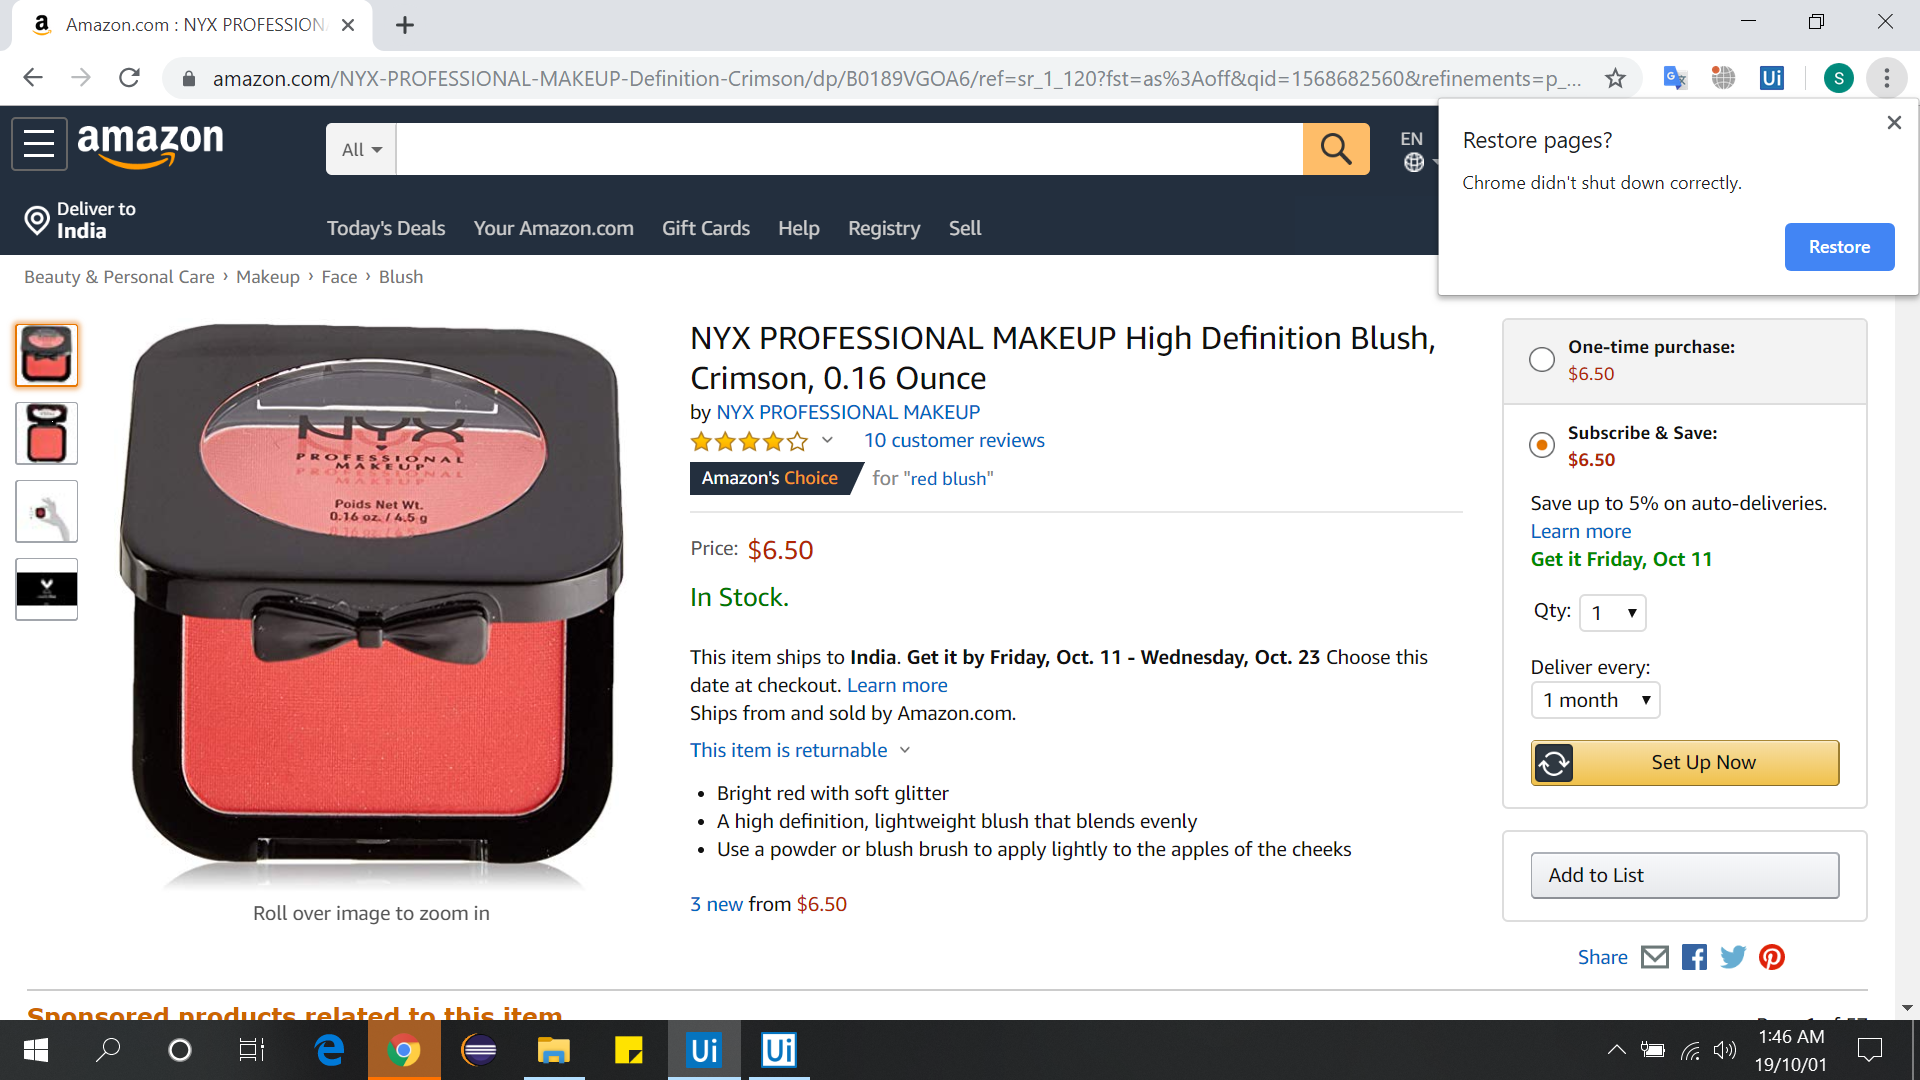 Amazon.com : NYX PROFESSION
amazon.com/NYX-PROFESSIONAL-MAKEUP-Definition-Crimson/dp/B0189VGOA6/ref=sr_1_120?fst=as%3Aoff&qid=1568682560&refinements=p_...
S
Ui
Restore pages?
Chrome didn't shut down correctly.
Restore
amazon
All
EN
Deliver to
India
Today's Deals Your Amazon.com Gift Cards Help Registry Sell
Beauty & Personal Care › Makeup › Face › Blush
NYX
PROFESSIONAL
MAKEUP
Poids Net Wt.
0.16 oz. / 4.5 g
Roll over image to zoom in
NYX PROFESSIONAL MAKEUP High Definition Blush,
Crimson, 0.16 Ounce
by NYX PROFESSIONAL MAKEUP
10 customer reviews
Amazon's Choice for "red blush"
Price: $6.50
In Stock.
This item ships to India. Get it by Friday, Oct. 11 - Wednesday, Oct. 23 Choose this
date at checkout. Learn more
Ships from and sold by Amazon.com.
This item is returnable
• Bright red with soft glitter
• A high definition, lightweight blush that blends evenly
• Use a powder or blush brush to apply lightly to the apples of the cheeks
3 new from $6.50
One-time purchase:
$6.50
Subscribe & Save:
$6.50
Save up to 5% on auto-deliveries.
Learn more
Get it Friday, Oct 11
Qty: 1
Deliver every:
1 month
Set Up Now
Add to List
Share
Sponsored products related to this item
Ui
Ui
1:46 AM
19/10/01